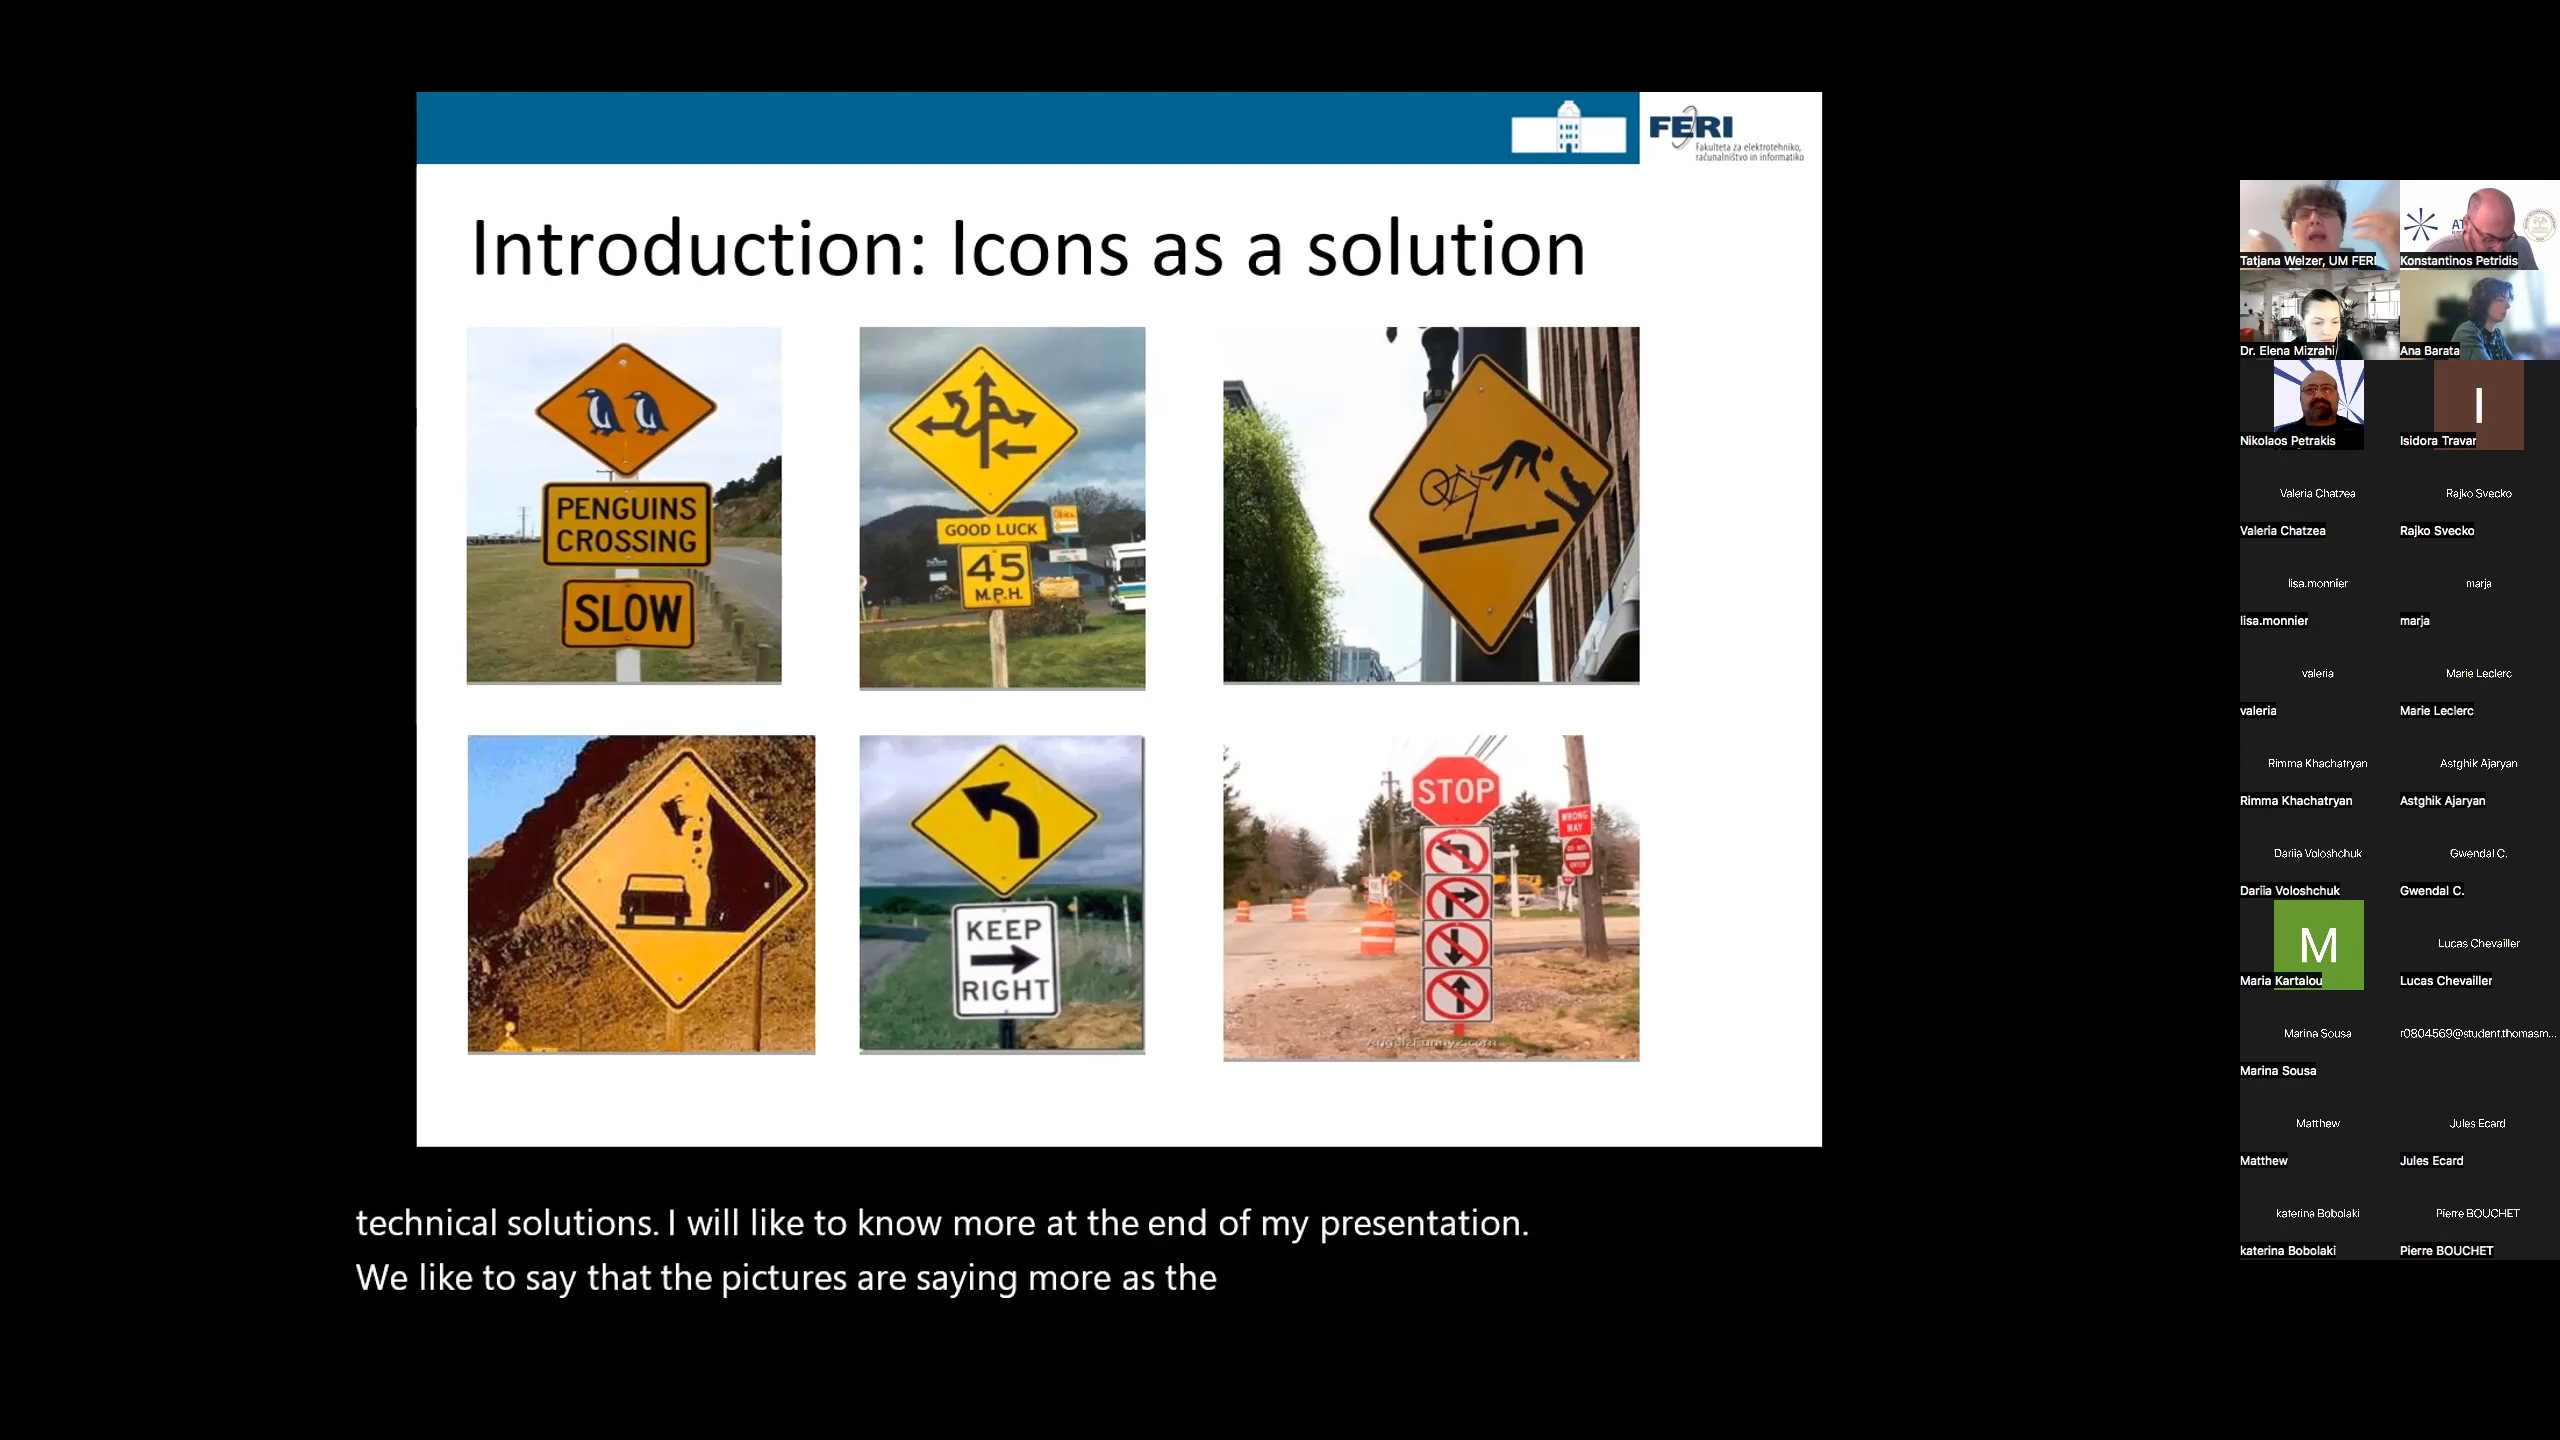 FERI
Fakulteta za elektrotehniko,
računalništvo in informatiko
Introduction: Icons as a solution
PENGUINS
CROSSING
SLOW
GOOD LUCK
45
M.P.H.
KEEP
RIGHT
STOP
WRONG
WAY
DO NOT
ENTER
technical solutions. I will like to know more at the end of my presentation.
We like to say that the pictures are saying more as the
Tatjana Welzer, UM FERI
Konstantinos Petridis
Dr. Elena Mizrahi
Ana Barata
Nikolaos Petrakis
I
Isidora Travar
Valeria Chatzea
Valeria Chatzea
Rajko Svecko
Rajko Svecko
lisa.monnier
lisa.monnier
marja
marja
valeria
valeria
Marie Leclerc
Marie Leclerc
Rimma Khachatryan
Rimma Khachatryan
Astghik Ajaryan
Astghik Ajaryan
Dariia Voloshchuk
Dariia Voloshchuk
Gwendal C.
Gwendal C.
M
Maria Kartalou
Lucas Chevailler
Lucas Chevailler
Marina Sousa
Marina Sousa
r0804569@student.thomasm...
Matthew
Matthew
Jules Ecard
Jules Ecard
katerina Bobolaki
katerina Bobolaki
Pierre BOUCHET
Pierre BOUCHET